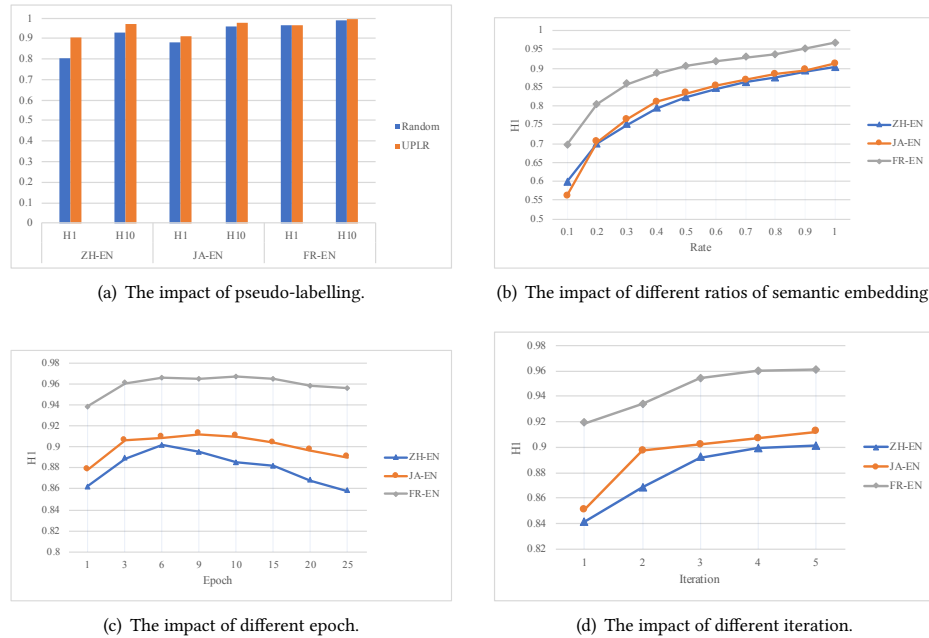 1
0.9
0.8
0.7
0.6
0.5
0.4
0.3
0.2
0.1
0
H1 H10 H1 H10 H1 H10
ZH-EN JA-EN FR-EN
Random
UPLR
(a) The impact of pseudo-labelling.
1
0.95
0.9
0.85
0.8
0.75
0.7
0.65
0.6
0.55
0.5
H1
0.1 0.2 0.3 0.4 0.5 0.6 0.7 0.8 0.9 1
Rate
ZH-EN
JA-EN
FR-EN
(b) The impact of different ratios of semantic embedding
0.98
0.96
0.94
0.92
0.9
0.88
0.86
0.84
0.82
0.8
H1
1 3 6 9 10 15 20 25
Epoch
ZH-EN
JA-EN
FR-EN
(c) The impact of different epoch.
0.98
0.96
0.94
0.92
0.9
0.88
0.86
0.84
0.82
H1
1 2 3 4 5
Iteration
ZH-EN
JA-EN
FR-EN
(d) The impact of different iteration.